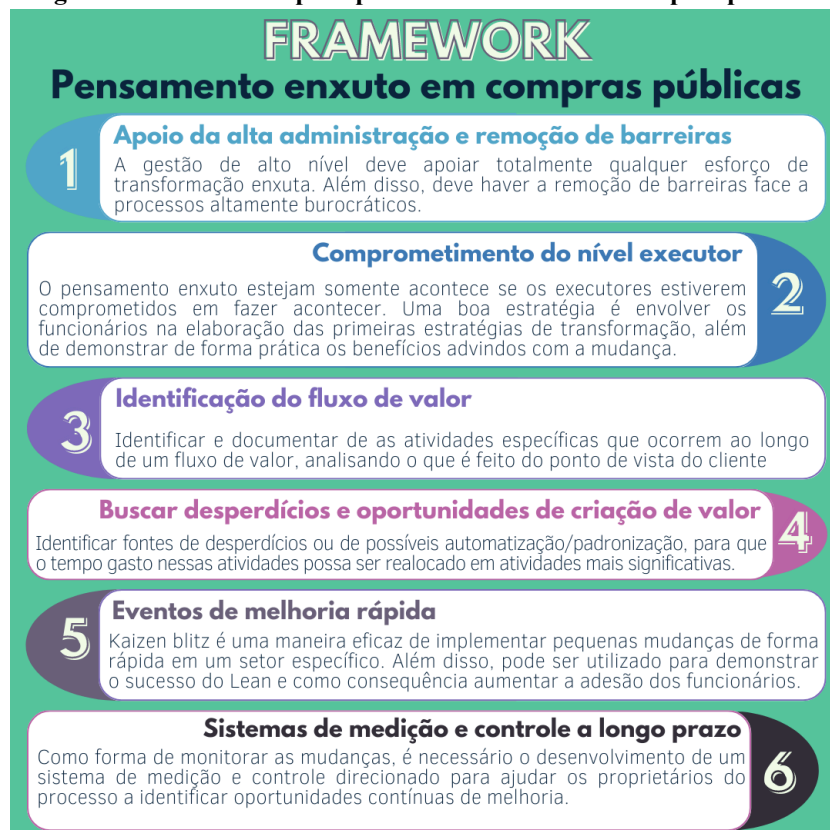 FRAMEWORK
Pensamento enxuto em compras públicas
1
Apoio da alta administração e remoção de barreiras
A gestão de alto nível deve apoiar totalmente qualquer esforço de
transformação enxuta. Além disso, deve haver a remoção de barreiras face a
processos altamente burocráticos.
Comprometimento do nível executor
2
O pensamento enxuto estejam somente acontece se os executores estiverem
comprometidos em fazer acontecer. Uma boa estratégia é envolver os
funcionários na elaboração das primeiras estratégias de transformação, além
de demonstrar de forma prática os benefícios advindos com a mudança.
3
Identificação do fluxo de valor
Identificar e documentar de as atividades específicas que ocorrem ao longo
de um fluxo de valor, analisando o que é feito do ponto de vista do cliente
Buscar desperdícios e oportunidades de criação de valor
4
Identificar fontes de desperdícios ou de possíveis automatização/padronização, para que
o tempo gasto nessas atividades possa ser realocado em atividades mais significativas.
5
Eventos de melhoria rápida
Kaizen blitz é uma maneira eficaz de implementar pequenas mudanças de forma
rápida em um setor específico. Além disso, pode ser utilizado para demonstrar
o sucesso do Lean e como consequência aumentar a adesão dos funcionários.
Sistemas de medição e controle a longo prazo
6
Como forma de monitorar as mudanças, é necessário o desenvolvimento de um
sistema de medição e controle direcionado para ajudar os proprietários do
processo a identificar oportunidades contínuas de melhoria.